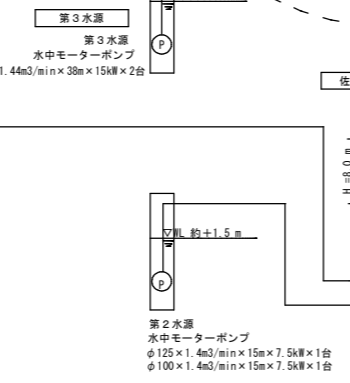 第３水源
第３水源
水中モーターポンプ
1.44m3/min×38m×15kW×2台
P
佐
H=80m
▽WL 約＋1.5 m
P
第２水源
水中モーターポンプ
φ125×1.4m3/min×15m×7.5kW×1台
φ100×1.4m3/min×15m×7.5kW×1台